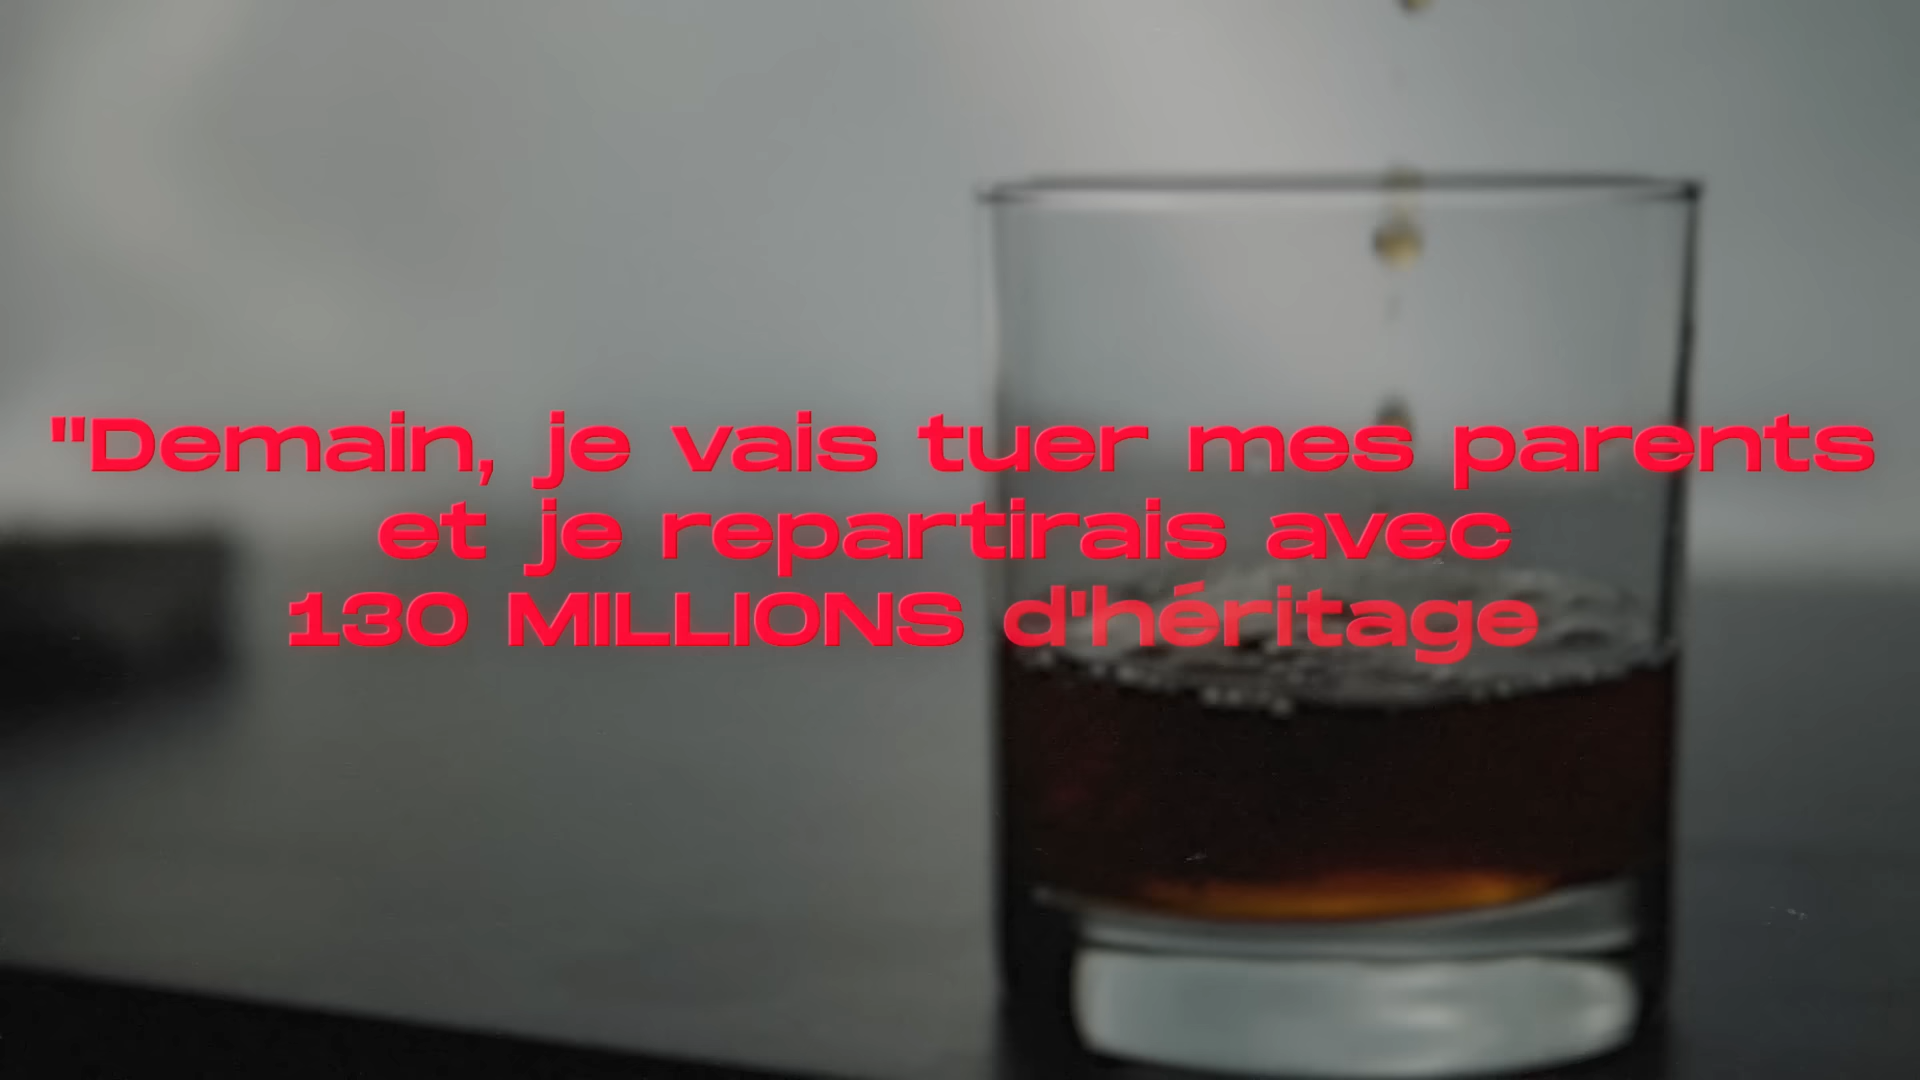 "Demain, je vais tuer mes parents
et je repartirais avec
130 MILLIONS d'héritage